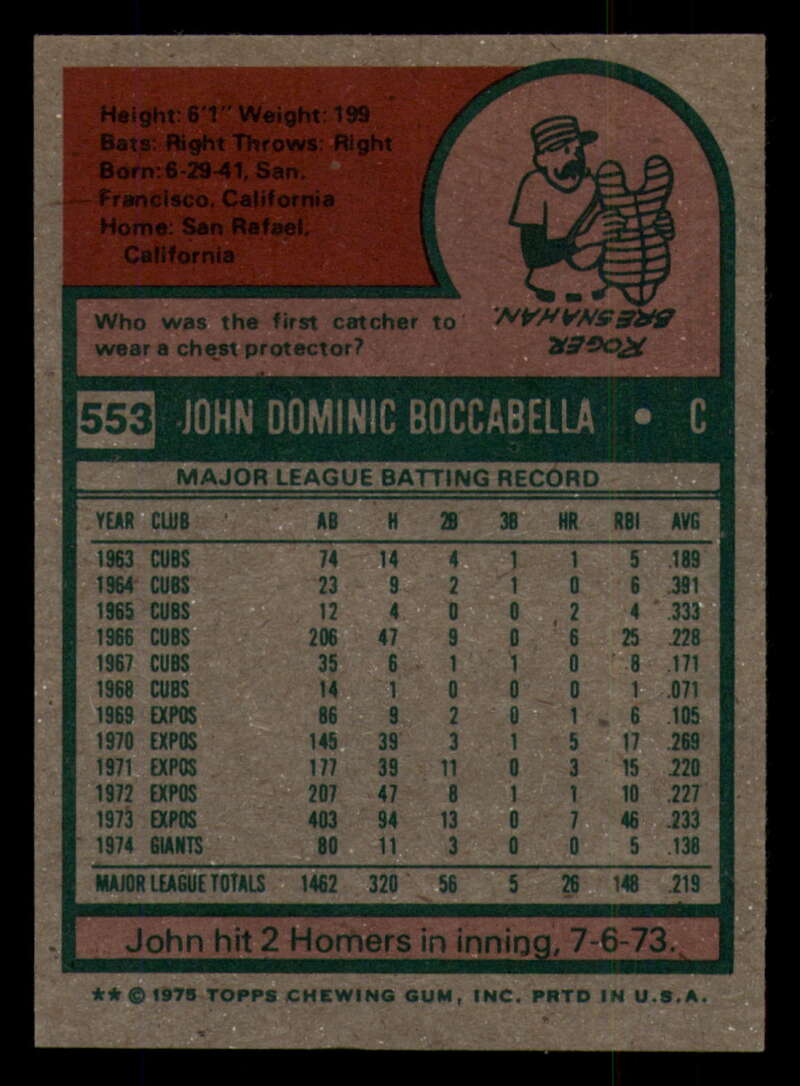 Height: 6'1" Weight: 199
Bats: Right Throws: Right
Born: 6-29-41, San.
Francisco, California
Home: San Rafael,
California
Who was the first catcher to
wear a chest protector?
ROGER
BRESNAHAN.
553 JOHN DOMINIC BOCCABELLA • C
MAJOR LEAGUE BATTING RECORD
YEAR CLUB AB H 2B 3B HR RBI AVG
1963 CUBS 74 14 4 1 1 5 .189
1964 CUBS 23 9 2 1 0 6 .391
1965 CUBS 12 4 0 0 2 4 .333
1966 CUBS 206 47 9 0 6 25 .228
1967 CUBS 35 6 1 1 0 8 .171
1968 CUBS 14 1 0 0 0 1 .071
1969 EXPOS 86 9 2 0 1 6 .105
1970 EXPOS 145 39 3 1 5 17 .269
1971 EXPOS 177 39 11 0 3 15 .220
1972 EXPOS 207 47 8 1 1 10 .227
1973 EXPOS 403 94 13 0 7 46 .233
1974 GIANTS 80 11 3 0 0 5 .138
MAJOR LEAGUE TOTALS 1462 320 56 5 26 148 .219
John hit 2 Homers in inning, 7-6-73.
** © 1975 TOPPS CHEWING GUM, INC. PRTD IN U.S.A.